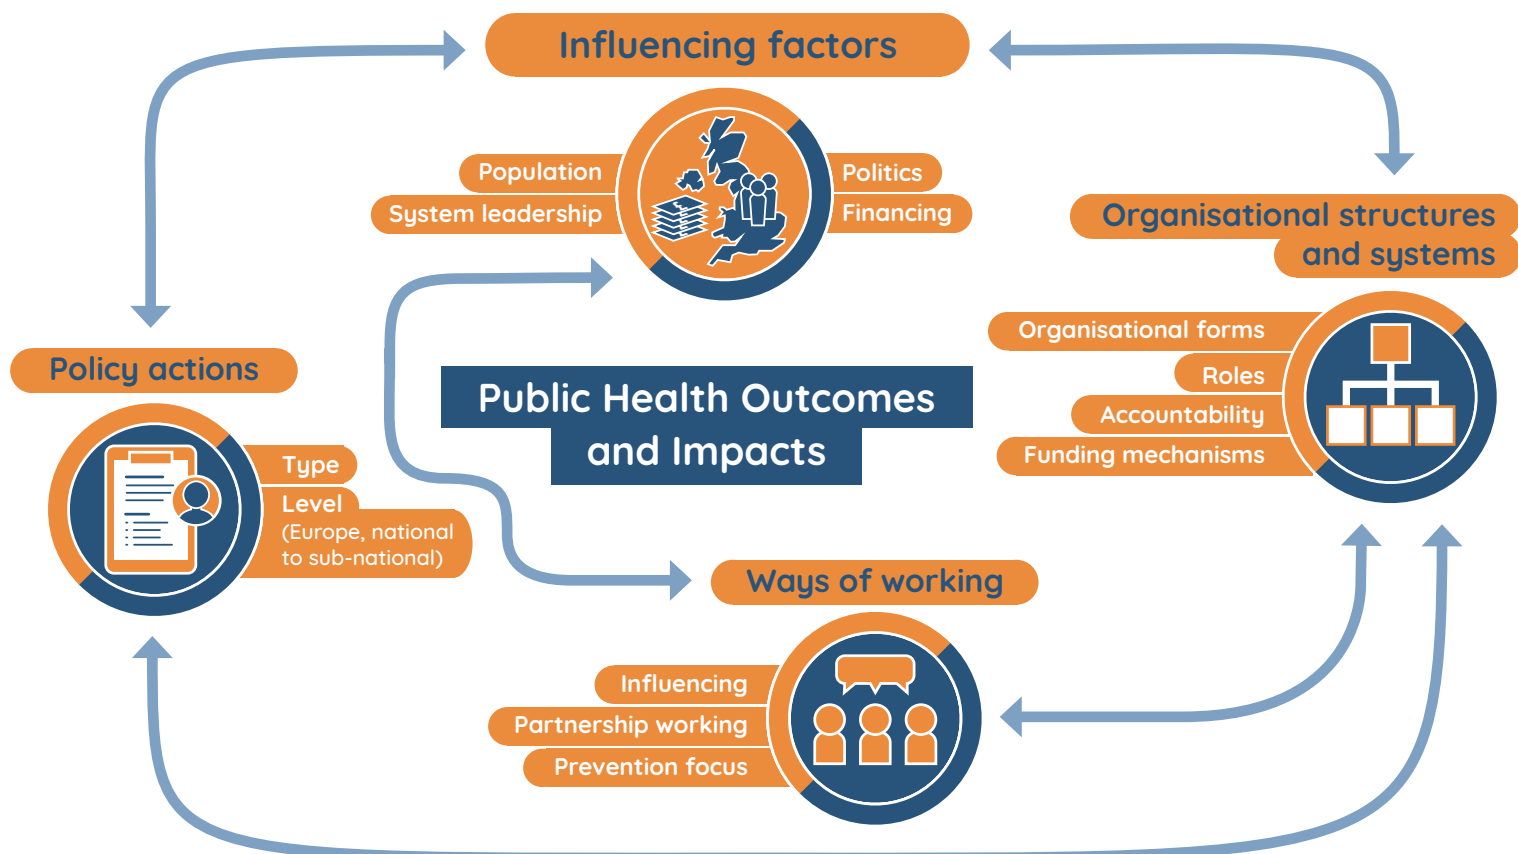 Influencing factors
Population
System leadership
Politics
Financing
Organisational structures
and systems
Organisational forms
Roles
Accountability
Funding mechanisms
Policy actions
Type
Level
(Europe, national
to sub-national)
Public Health Outcomes
and Impacts
Ways of working
Influencing
Partnership working
Prevention focus